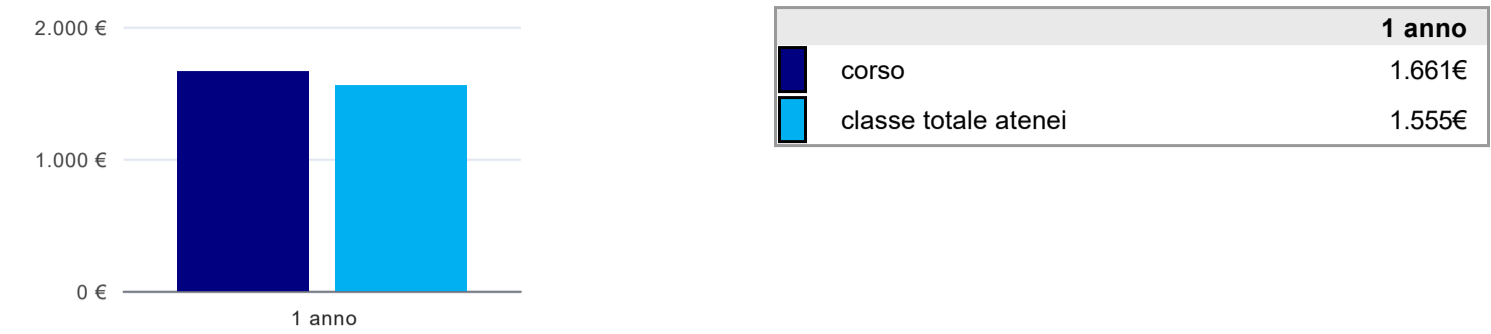 2.000 €
1.000 €
0 €
1 anno
1 anno
corso 1.661€
classe totale atenei 1.555€